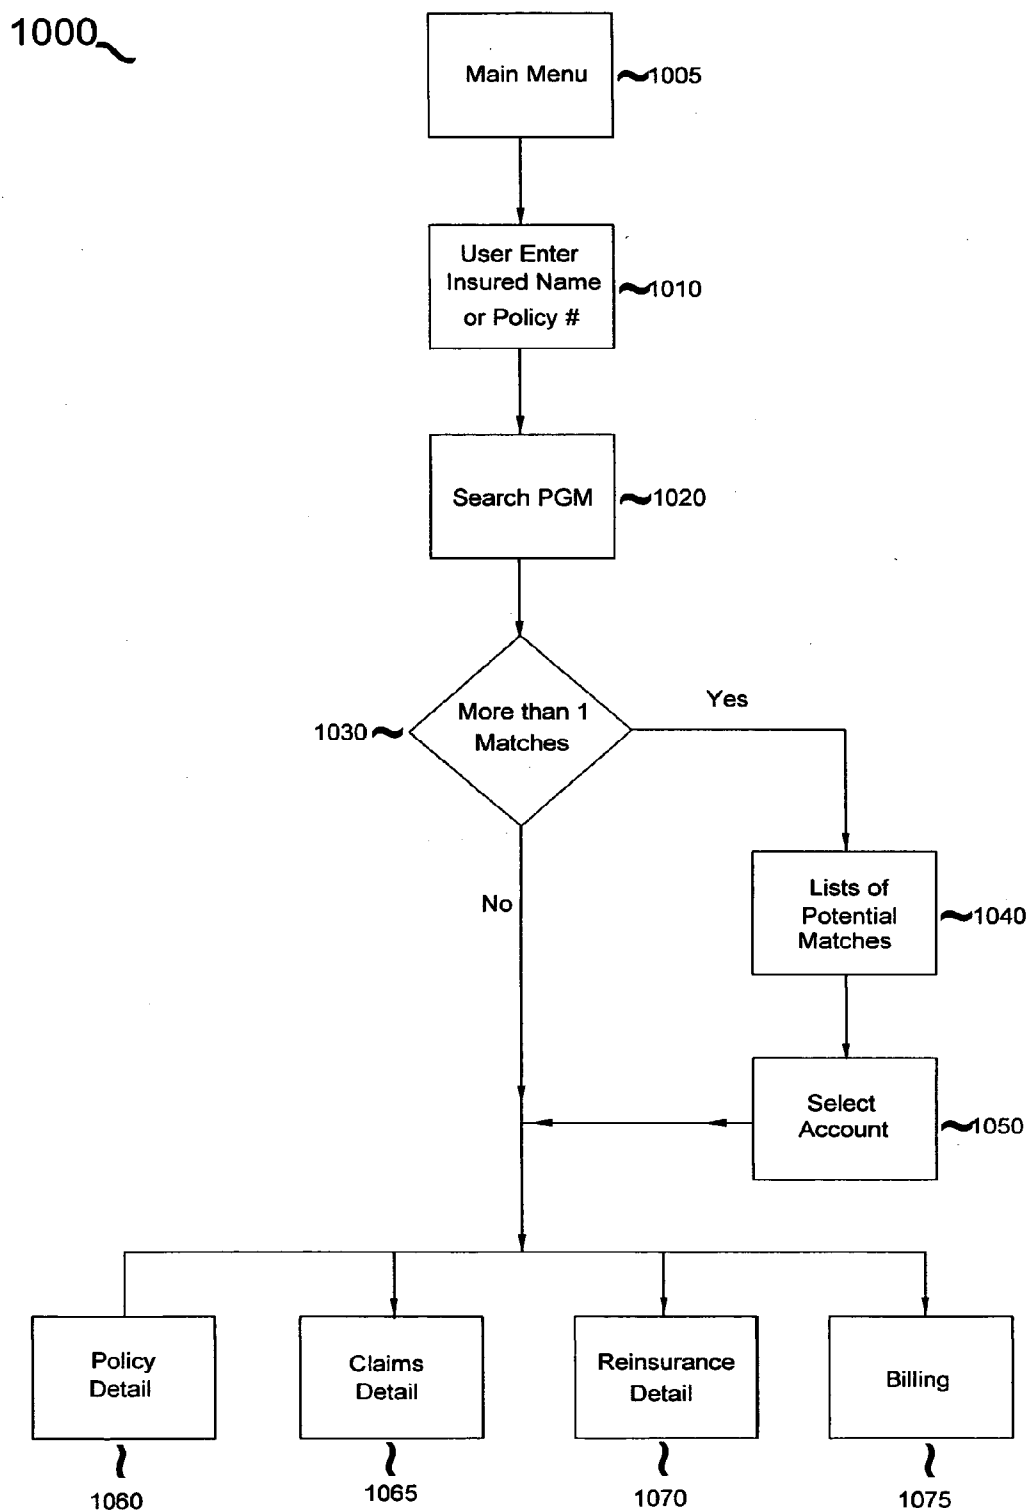 1000
Main Menu
1005
User Enter
Insured Name
or Policy #
1010
Search PGM
1020
More than 1
Matches
1030
Yes
No
Lists of
Potential
Matches
1040
Select
Account
1050
Policy
Detail
1060
Claims
Detail
1065
Reinsurance
Detail
1070
Billing
1075